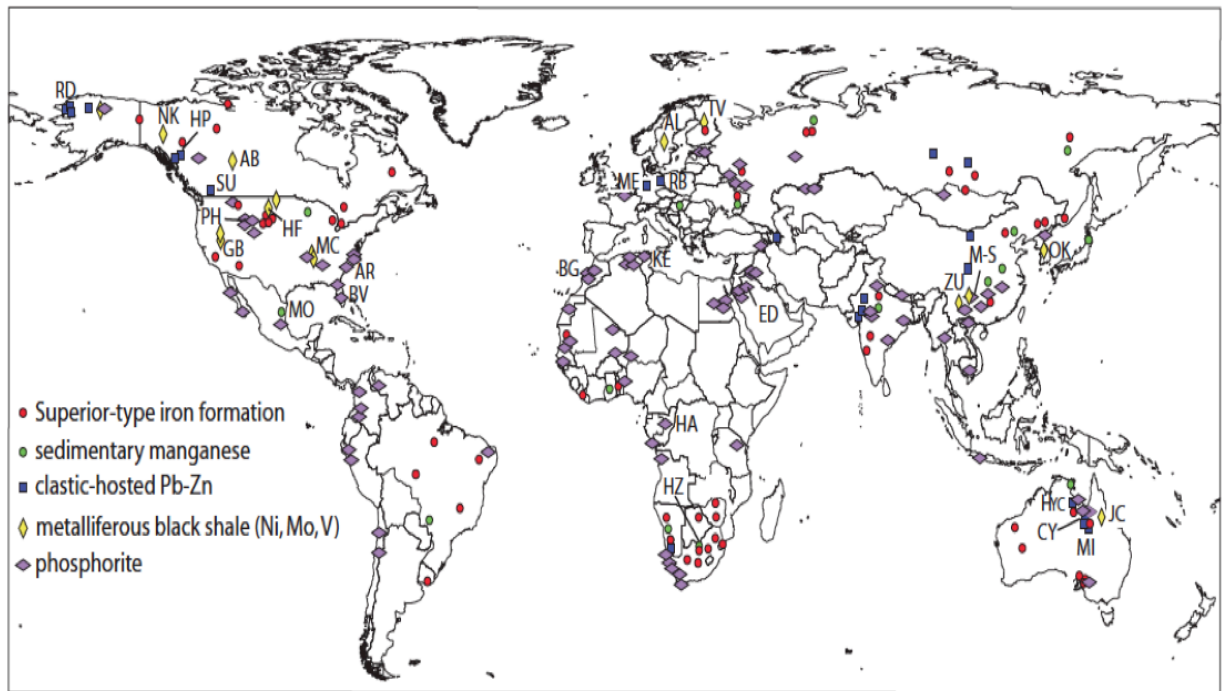 RD
NK
HP
AB
SU
PH
HF
GB
MC
AR
BV
MO
AL
TV
ME
RB
KE
BG
ED
M-S
OK
ZU
HA
HZ
HYC
CY
JC
MI
Superior-type iron formation
sedimentary manganese
clastic-hosted Pb-Zn
metalliferous black shale (Ni, Mo, V)
phosphorite